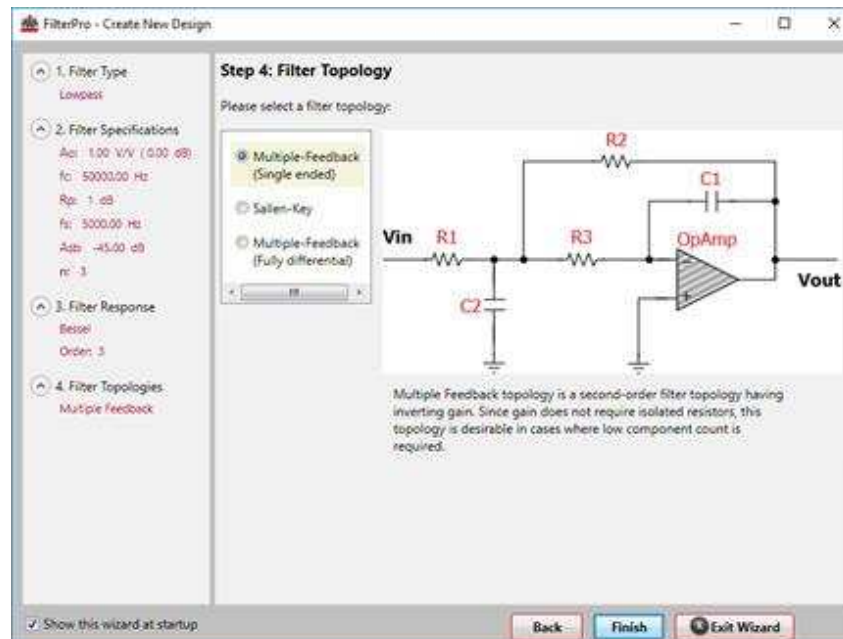 FilterPro - Create New Design
1. Filter Type
Lowpass
2. Filter Specifications
Ao: 1.00 V/V (0.00 dB)
fc: 50000.00 Hz
Rp: 1 dB
fs: 5000.00 Hz
Asb: -45.00 dB
n: 3
3. Filter Response
Bessel
Order: 3
4. Filter Topologies
Multiple Feedback
Step 4: Filter Topology
Please select a filter topology:
Multiple-Feedback
(Single ended)
Sallen-Key
Multiple-Feedback
(Fully differential)
R2
C1
Vin R1 R3 OpAmp
Vout
C2
Multiple Feedback topology is a second-order filter topology having
inverting gain. Since gain does not require isolated resistors, this
topology is desirable in cases where low component count is
required.
Show this wizard at startup
Back Finish Exit Wizard